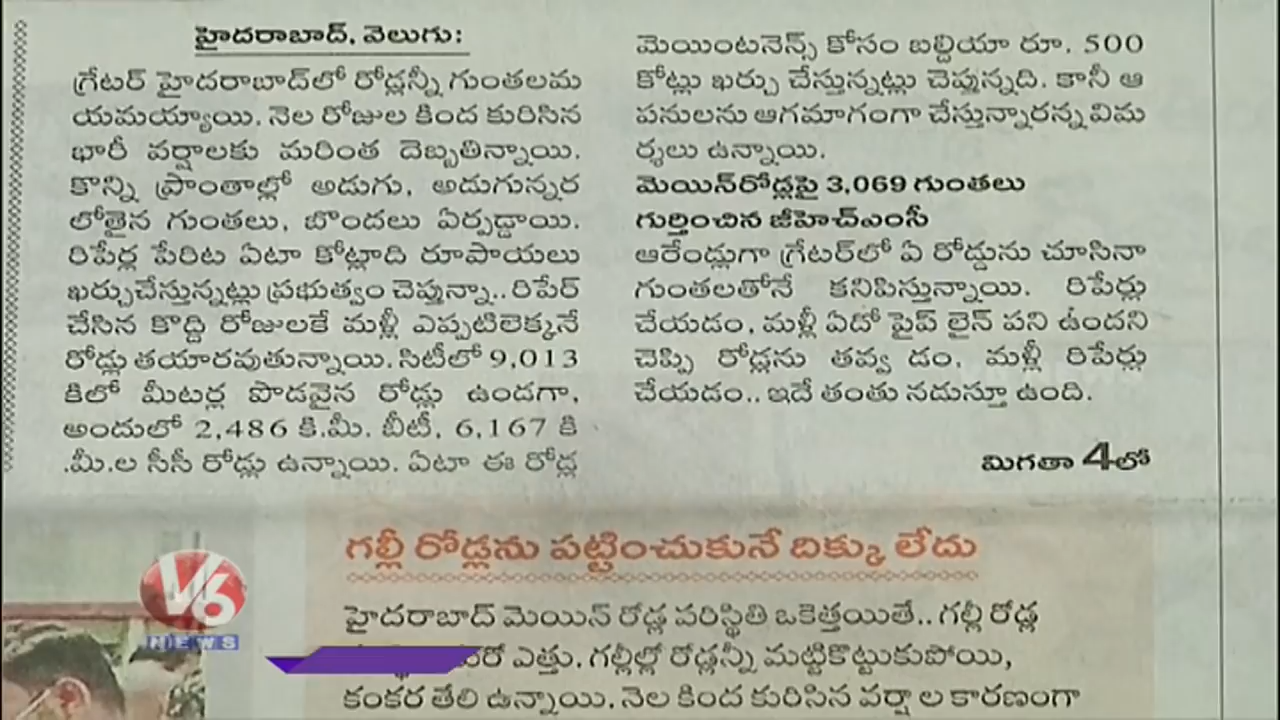 హైదరాబాద్, వెలుగు:
గ్రేటర్ హైదరాబాద్‌లో రోడ్లన్నీ గుంతలమ
యమయ్యాయి. నెల రోజుల కింద కురిసిన
భారీ వర్షాలకు మరింత దెబ్బతిన్నాయి.
కొన్ని ప్రాంతాల్లో అడుగు, అడుగున్నర
లోతైన గుంతలు, బొందలు ఏర్పడ్డాయి.
రిపేర్ల పేరిట ఏటా కోట్లాది రూపాయలు
ఖర్చుచేస్తున్నట్లు ప్రభుత్వం చెప్తున్నా.. రిపేర్
చేసిన కొద్ది రోజులకే మళ్లీ ఎప్పటిలెక్కనే
రోడ్లు తయారవుతున్నాయి. సిటీలో 9,013
కిలో మీటర్ల పొడవైన రోడ్లు ఉండగా,
అందులో 2,486 కి.మీ. బీటీ, 6,167 కి
.మీ.ల సీసీ రోడ్లు ఉన్నాయి. ఏటా ఈ రోడ్ల
మెయింటనెన్స్ కోసం బల్దియా రూ. 500
కోట్లు ఖర్చు చేస్తున్నట్లు చెప్తున్నది. కానీ ఆ
పనులను ఆగమాగంగా చేస్తున్నారన్న విమ
ర్శలు ఉన్నాయి.
మెయిన్‌రోడ్లపై 3,069 గుంతలు
గుర్తించిన జీహెచ్ఎంసీ
ఆరేండ్లుగా గ్రేటర్‌లో ఏ రోడ్డును చూసినా
గుంతలతోనే కనిపిస్తున్నాయి. రిపేర్లు
చేయడం, మళ్లీ ఏదో పైప్ లైన్ పని ఉందని
చెప్పి రోడ్లను తవ్వ డం, మళ్లీ రిపేర్లు
చేయడం.. ఇదే తంతు నడుస్తూ ఉంది.
మిగతా 4లో
గల్లీ రోడ్లను పట్టించుకునే దిక్కు లేదు
హైదరాబాద్ మెయిన్ రోడ్ల పరిస్థితి ఒకెత్తయితే.. గల్లీ రోడ్ల
ఎత్తు. గల్లీల్లో రోడ్లన్నీ మట్టికొట్టుకుపోయి,
కంకర తేలి ఉన్నాయి. నెల కింద కురిసిన వర్షా ల కారణంగా
V6
NEWS